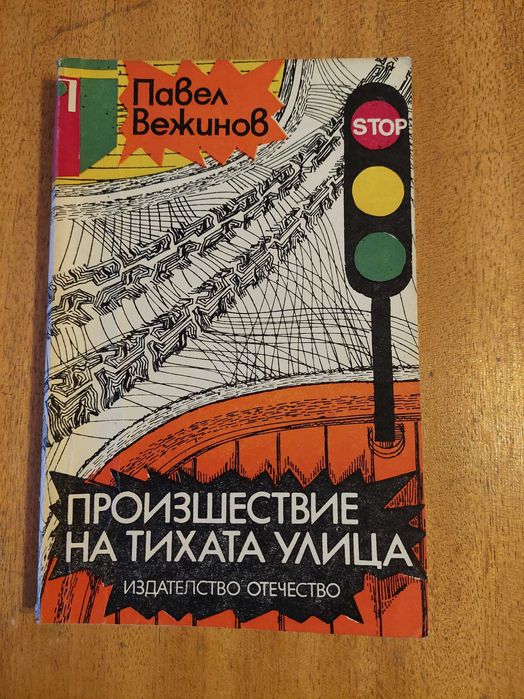 Павел
Вежинов
STOP
ПРОИЗШЕСТВИЕ
НА ТИХАТА УЛИЦА
ИЗДАТЕЛСТВО ОТЕЧЕСТВО